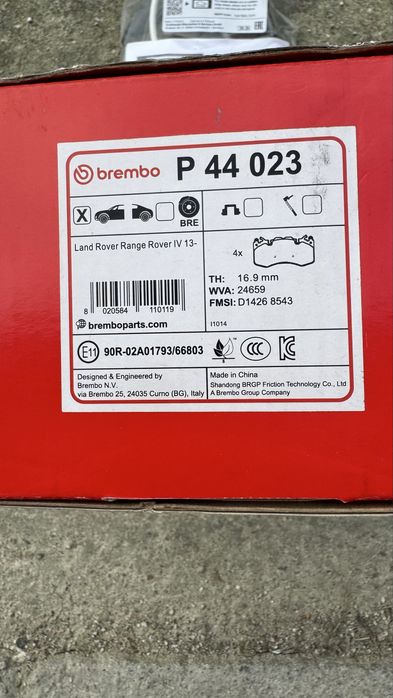 brembo P 44 023
X
BRE
Land Rover Range Rover IV 13-
4x
TH: 16.9 mm
WVA: 24659
FMSI: D1426 8543
8 020584 110119
bremboparts.com
I1014
E11 90R-02A01793/66803
CCC
KC
Designed & Engineered by
Brembo N.V.
via Brembo 25, 24035 Curno (BG), Italy
Made in China
Shandong BRGP Friction Technology Co., Ltd
A Brembo Group Company